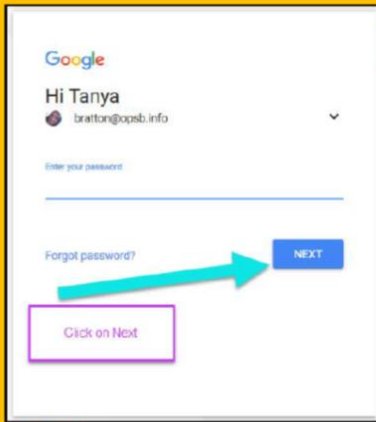 Google
Hi Tanya
bratton@opsb.info
Enter your password
Forgot password?
NEXT
Click on Next